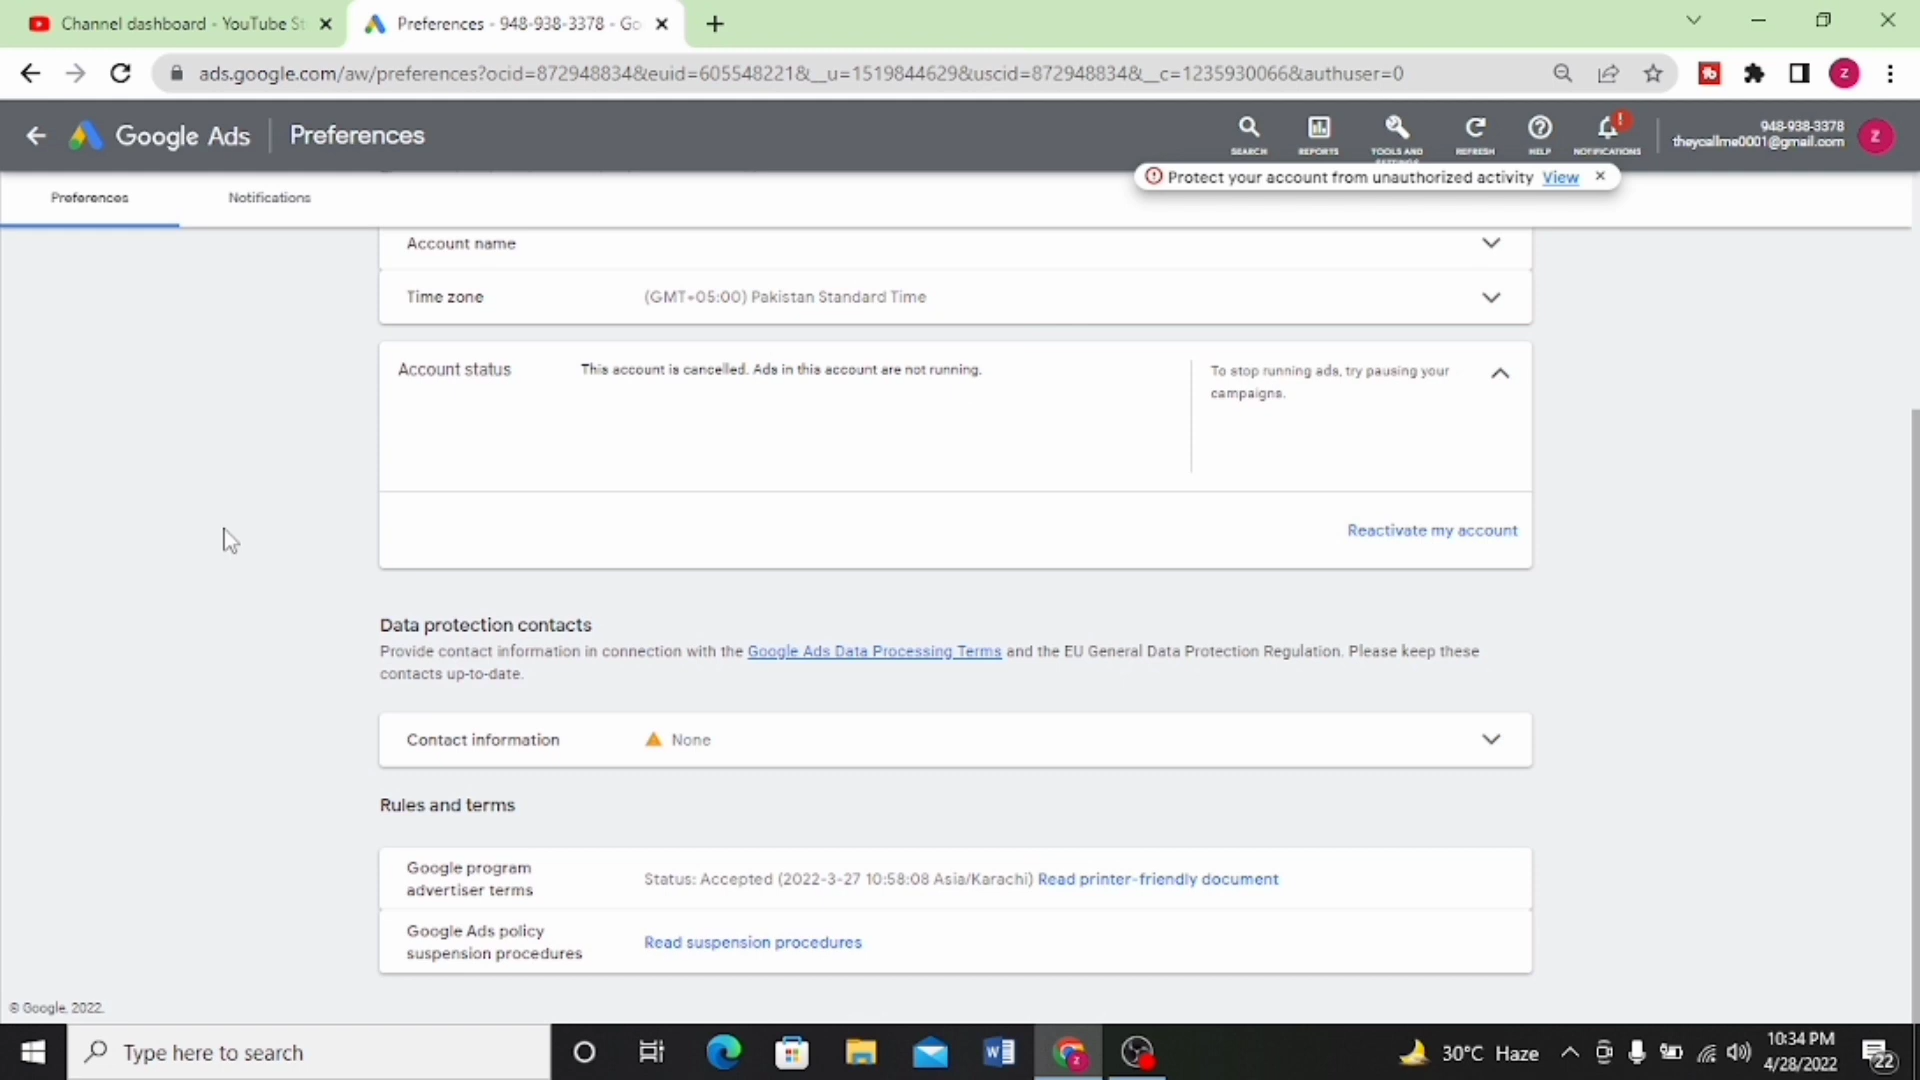 Channel dashboard - YouTube St
Preferences - 948-938-3378 - Go
ads.google.com/aw/preferences?ocid=872948834&euid=605548221&__u=1519844629&uscid=872948834&__c=1235930066&authuser=0
Google Ads
Preferences
SEARCH
REPORTS
TOOLS AND SETTINGS
REFRESH
HELP
NOTIFICATIONS
948-938-3378
theycallme0001@gmail.com
z
Protect your account from unauthorized activity View
Preferences
Notifications
Account name
Time zone
(GMT+05:00) Pakistan Standard Time
Account status
This account is cancelled. Ads in this account are not running.
To stop running ads, try pausing your
campaigns.
Reactivate my account
Data protection contacts
Provide contact information in connection with the Google Ads Data Processing Terms and the EU General Data Protection Regulation. Please keep these
contacts up-to-date.
Contact information
None
Rules and terms
Google program
advertiser terms
Status: Accepted (2022-3-27 10:58:08 Asia/Karachi) Read printer-friendly document
Google Ads policy
suspension procedures
Read suspension procedures
© Google, 2022.
Type here to search
30°C Haze
10:34 PM
4/28/2022
22